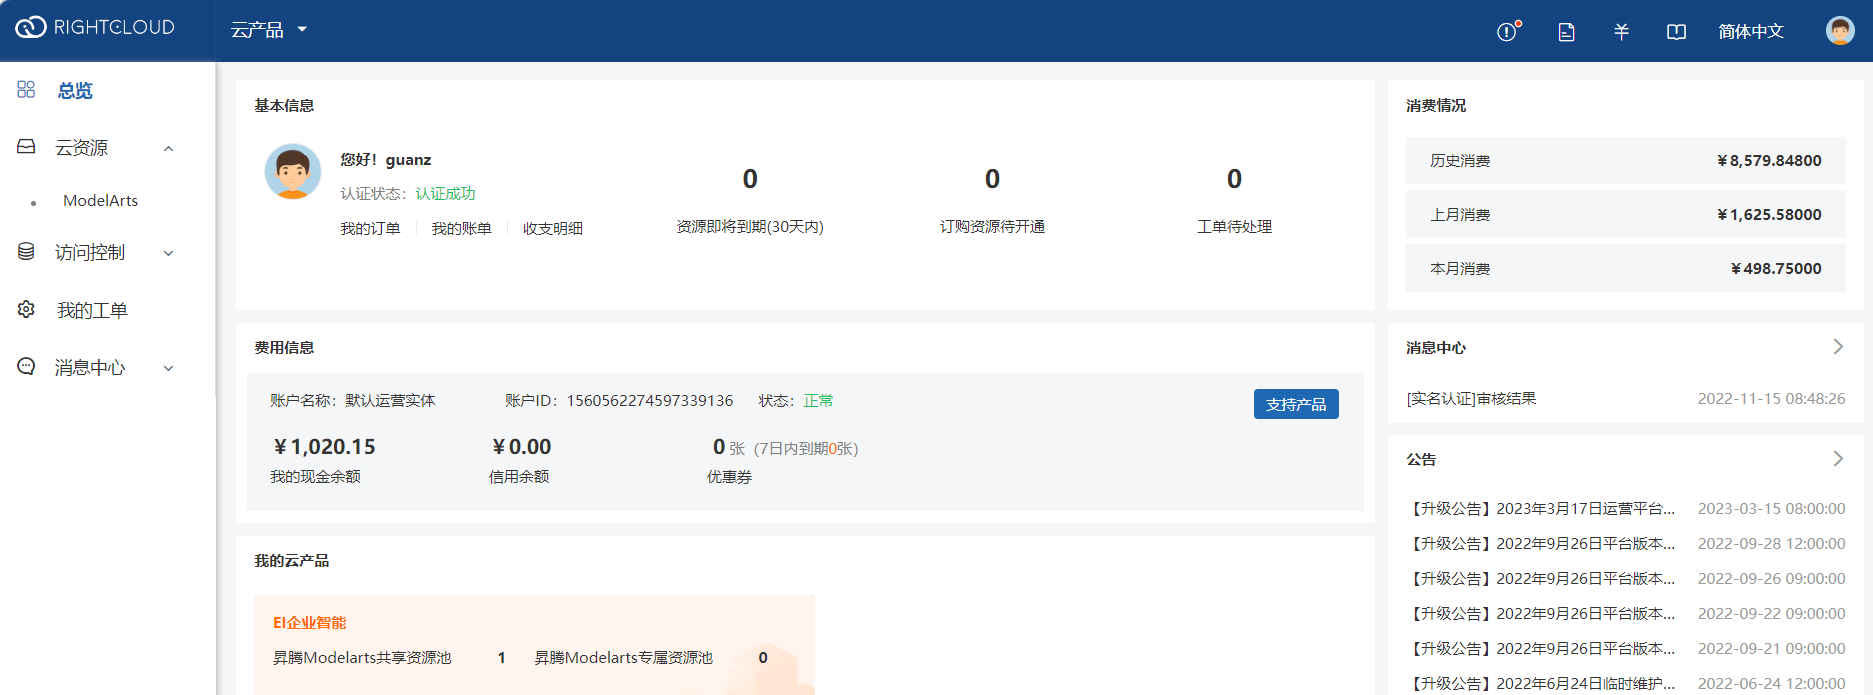 RIGHTCLOUD
云产品
简体中文
总览
云资源
ModelArts
访问控制
我的工单
消息中心
基本信息
您好！guanz
认证状态：认证成功
我的订单 我的账单 收支明细
0
资源即将到期(30天内)
0
订购资源待开通
0
工单待处理
费用信息
账户名称：默认运营实体 账户ID：1560562274597339136 状态：正常
支持产品
¥1,020.15 ¥0.00 0 张 (7日内到期0张)
我的现金余额 信用余额 优惠券
我的云产品
EI企业智能
昇腾Modelarts共享资源池 1 昇腾Modelarts专属资源池 0
消费情况
历史消费 ¥8,579.84800
上月消费 ¥1,625.58000
本月消费 ¥498.75000
消息中心
[实名认证]审核结果 2022-11-15 08:48:26
公告
【升级公告】2023年3月17日运营平台... 2023-03-15 08:00:00
【升级公告】2022年9月26日平台版本... 2022-09-28 12:00:00
【升级公告】2022年9月26日平台版本... 2022-09-26 09:00:00
【升级公告】2022年9月26日平台版本... 2022-09-22 09:00:00
【升级公告】2022年9月26日平台版本... 2022-09-21 09:00:00
【升级公告】2022年6月24日临时维护... 2022-06-24 12:00:00